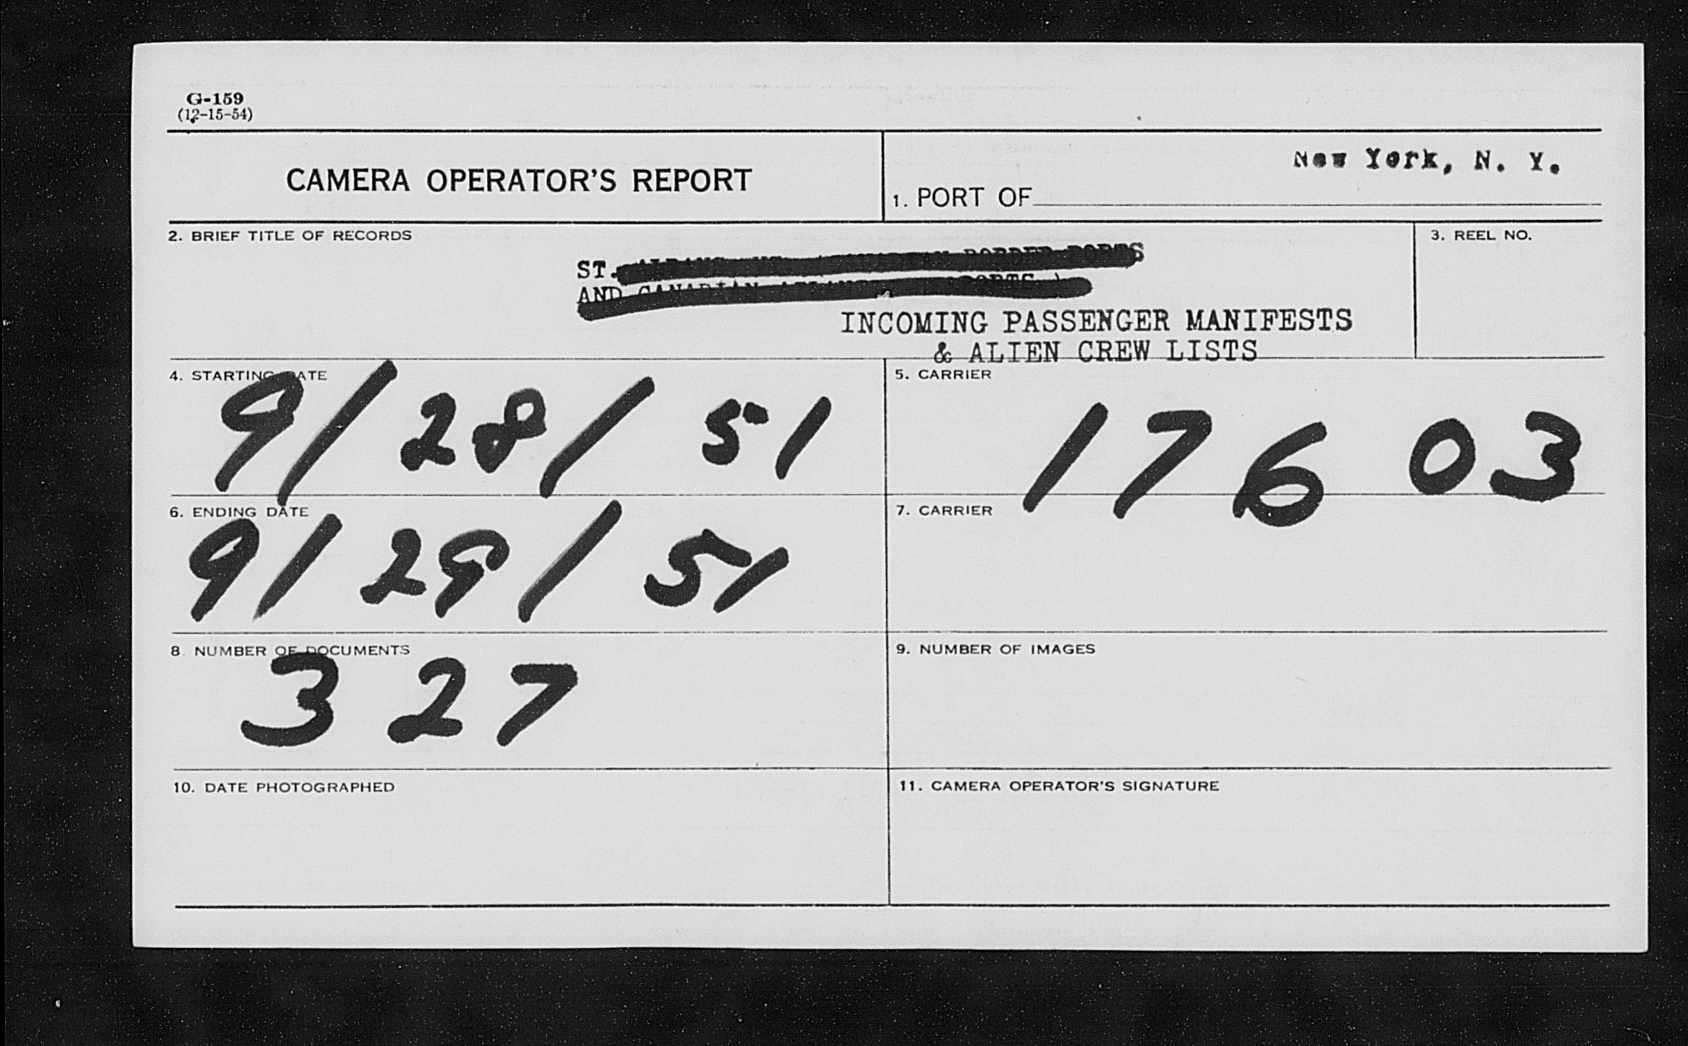 G-159
(12-15-54)
CAMERA OPERATOR'S REPORT
New York, N. Y.
1. PORT OF
2. BRIEF TITLE OF RECORDS
3. REEL NO.
ST.
AND CANADIAN
INCOMING PASSENGER MANIFESTS
& ALIEN CREW LISTS
4. STARTING DATE
9/28/51
5. CARRIER
17603
6. ENDING DATE
9/29/51
7. CARRIER
8. NUMBER OF DOCUMENTS
327
9. NUMBER OF IMAGES
10. DATE PHOTOGRAPHED
11. CAMERA OPERATOR'S SIGNATURE